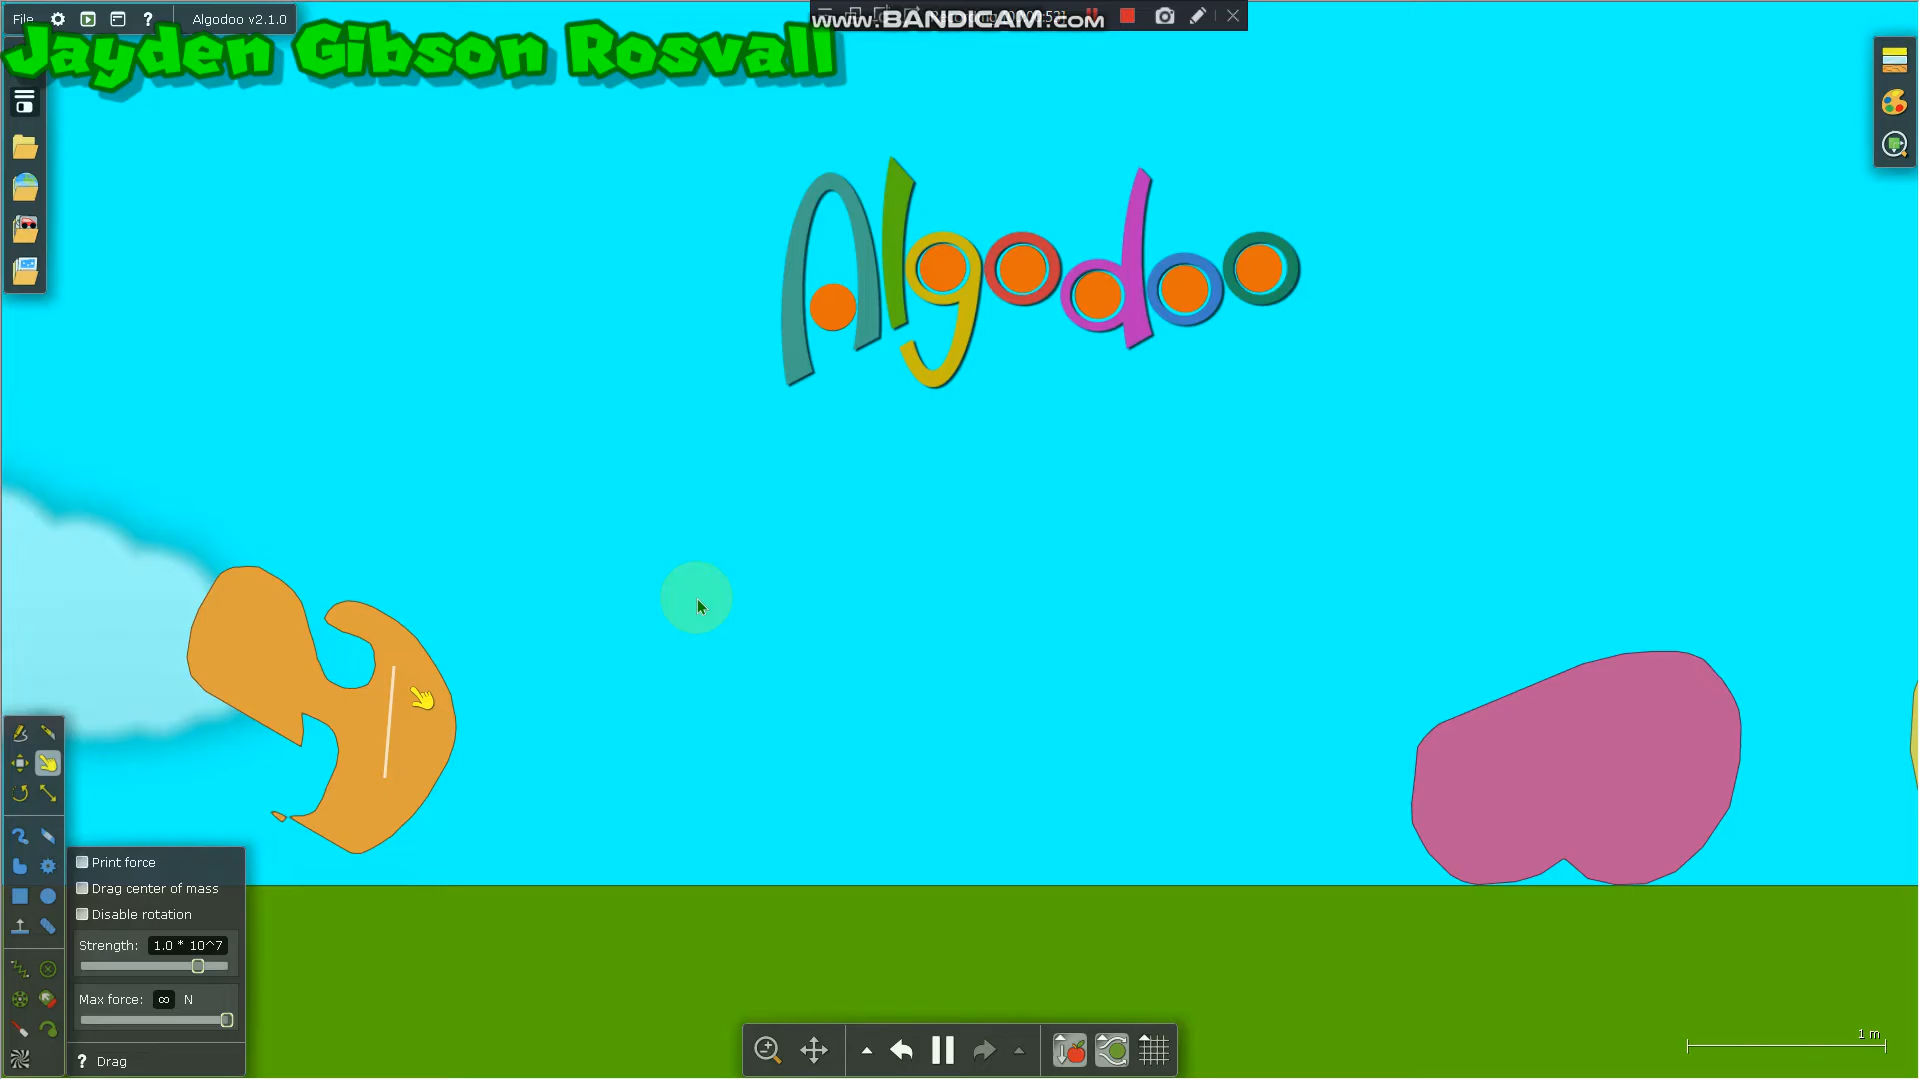 File ? Algodoo v2.1.0
www.BANDICAM.com
Jayden Gibson Rosvall
Algodoo
Print force
Drag center of mass
Disable rotation
Strength: 1.0 * 10^7
Max force: ∞ N
? Drag
1 m